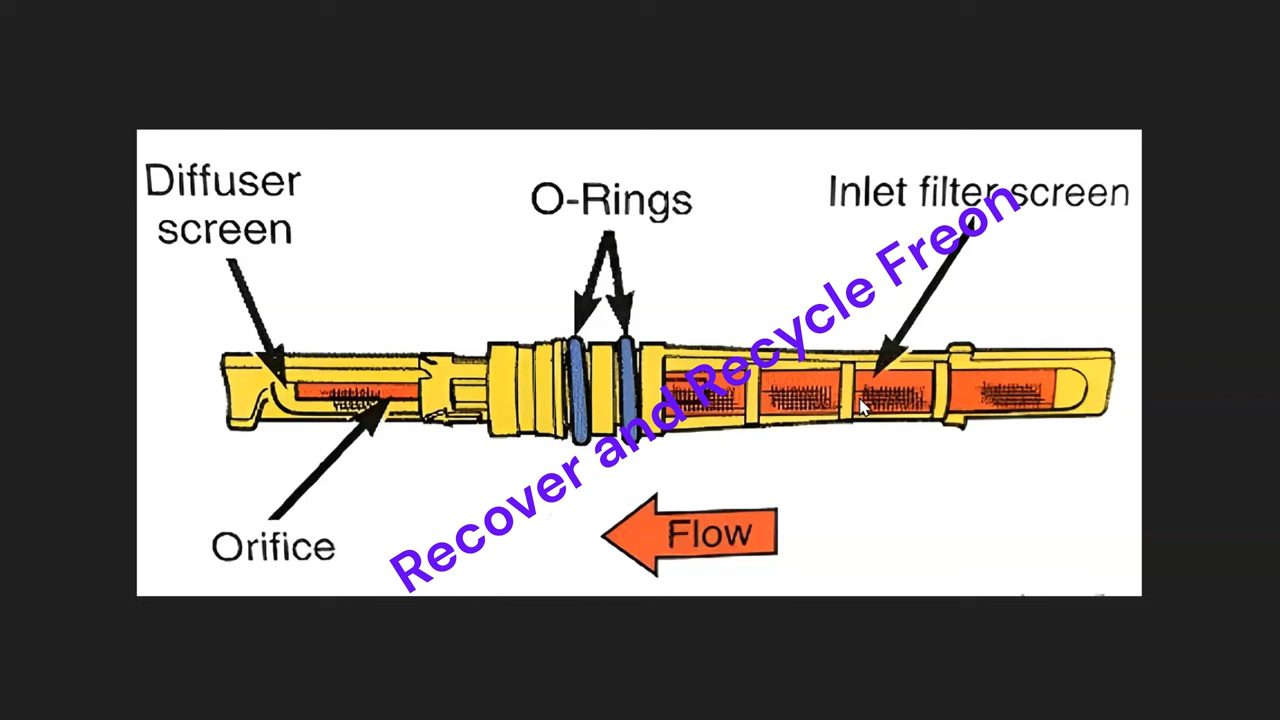 Diffuser
screen
O-Rings
Inlet filter screen
Recover and Recycle Freon
Orifice
Flow